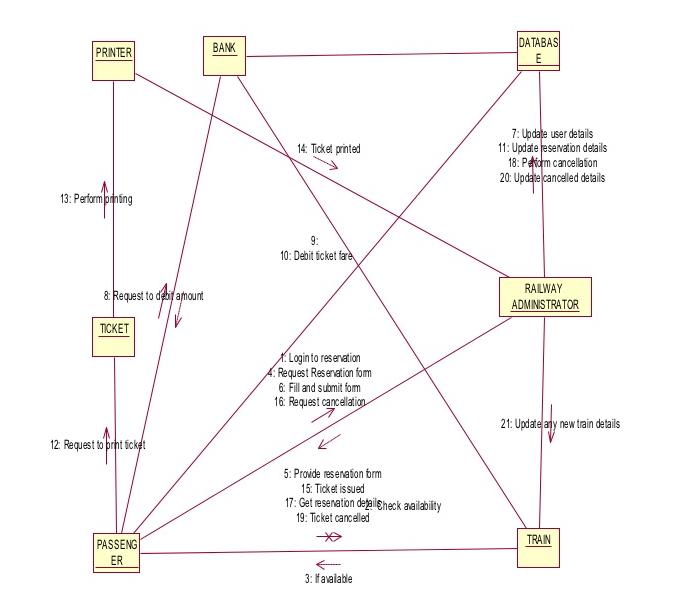 PRINTER
BANK
DATABAS
E
7: Update user details
11: Update reservation details
18: Perform cancellation
20: Update cancelled details
14: Ticket printed
13: Perform printing
9:
10: Debit ticket fare
8: Request to debit amount
RAILWAY
ADMINISTRATOR
TICKET
1: Login to reservation
4: Request Reservation form
6: Fill and submit form
16: Request cancellation
21: Update any new train details
12: Request to print ticket
5: Provide reservation form
15: Ticket issued
17: Get reservation details
2: Check availability
19: Ticket cancelled
PASSENG
ER
TRAIN
3: If available